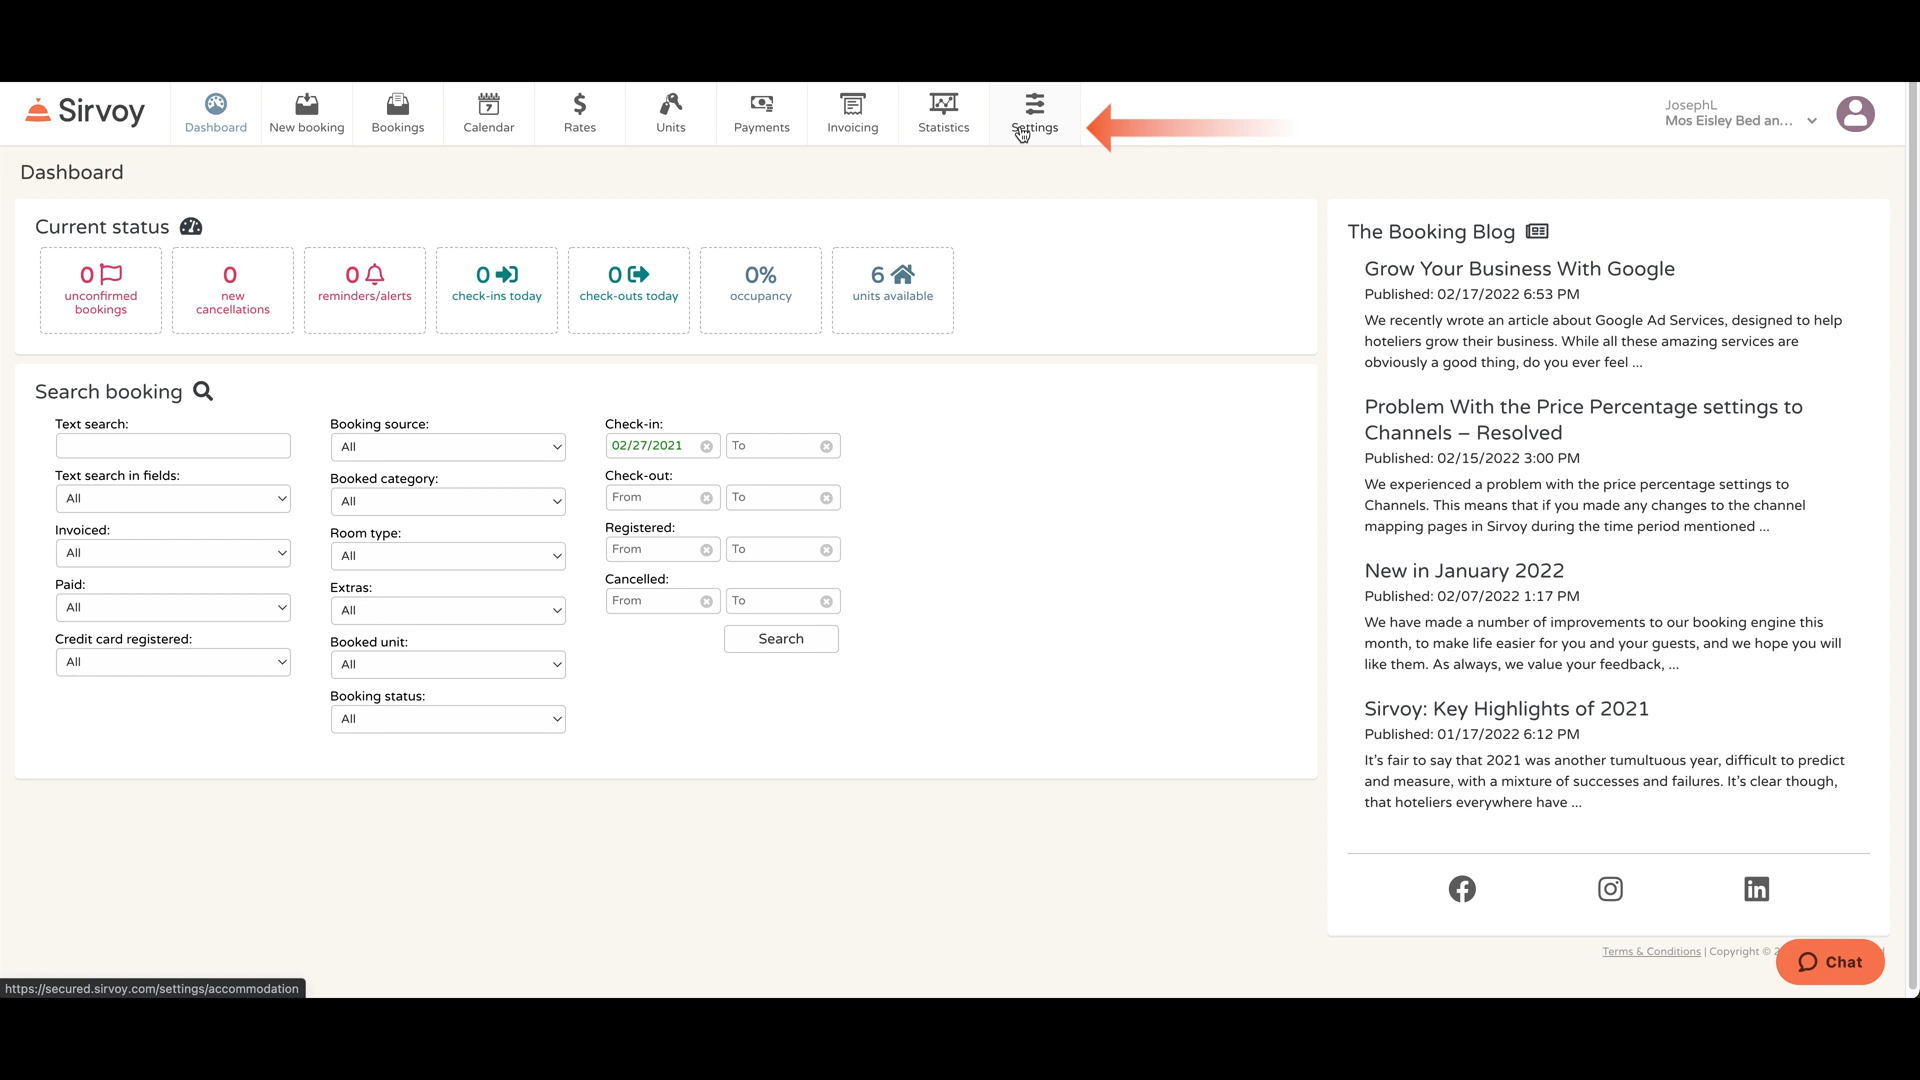 Sirvoy
Dashboard
New booking
Bookings
7
Calendar
$
Rates
Units
Payments
Invoicing
Statistics
Settings
JosephL
Mos Eisley Bed an...
Dashboard
Current status
0
unconfirmed
bookings
0
new
cancellations
0
reminders/alerts
0
check-ins today
0
check-outs today
0%
occupancy
6
units available
Search booking
Text search:
Text search in fields:
All
Invoiced:
All
Paid:
All
Credit card registered:
All
Booking source:
All
Booked category:
All
Room type:
All
Extras:
All
Booked unit:
All
Booking status:
All
Check-in:
02/27/2021 To
Check-out:
From To
Registered:
From To
Cancelled:
From To
Search
The Booking Blog
Grow Your Business With Google
Published: 02/17/2022 6:53 PM
We recently wrote an article about Google Ad Services, designed to help
hoteliers grow their business. While all these amazing services are
obviously a good thing, do you ever feel ...
Problem With the Price Percentage settings to
Channels – Resolved
Published: 02/15/2022 3:00 PM
We experienced a problem with the price percentage settings to
Channels. This means that if you made any changes to the channel
mapping pages in Sirvoy during the time period mentioned ...
New in January 2022
Published: 02/07/2022 1:17 PM
We have made a number of improvements to our booking engine this
month, to make life easier for you and your guests, and we hope you will
like them. As always, we value your feedback, ...
Sirvoy: Key Highlights of 2021
Published: 01/17/2022 6:12 PM
It's fair to say that 2021 was another tumultuous year, difficult to predict
and measure, with a mixture of successes and failures. It's clear though,
that hoteliers everywhere have ...
Terms & Conditions | Copyright ©
Chat
https://secured.sirvoy.com/settings/accommodation